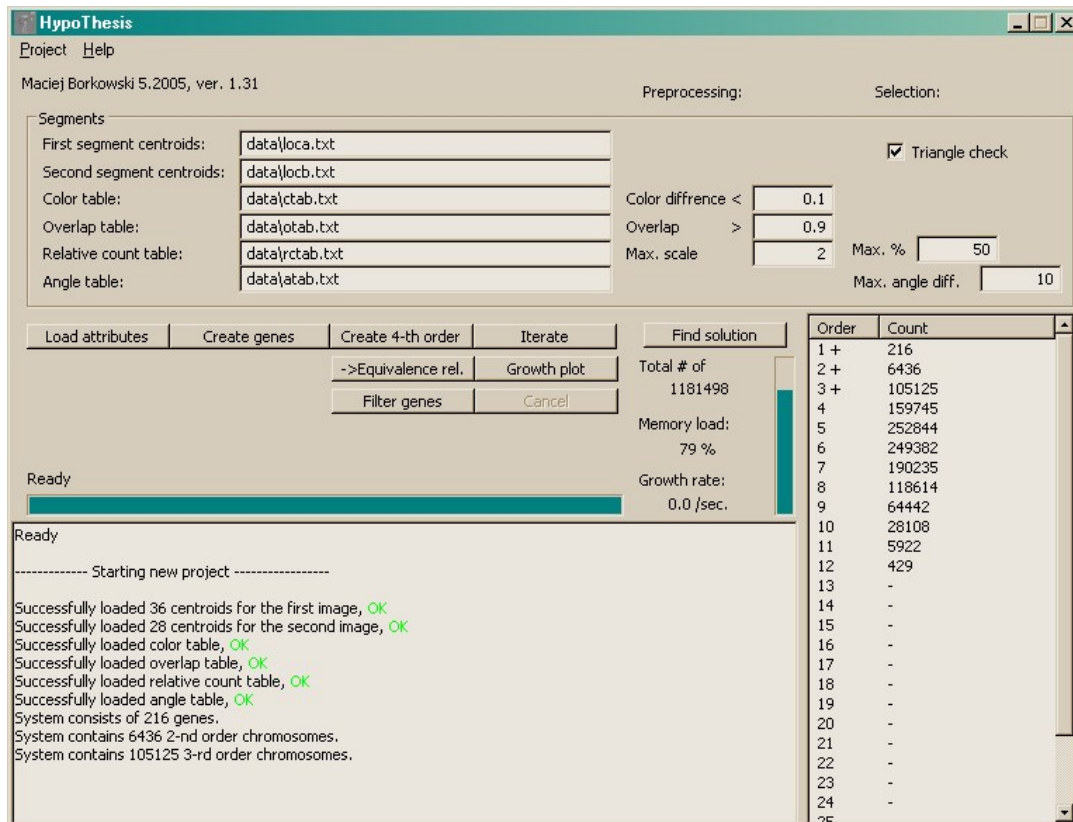 HypoThesis
Project Help
Maciej Borkowski 5.2005, ver. 1.31
Preprocessing: Selection:
Segments
First segment centroids: data\loca.txt
Triangle check
Second segment centroids: data\locb.txt
Color table: data\ctab.txt Color diffrence < 0.1
Overlap table: data\otab.txt Overlap > 0.9
Relative count table: data\rctab.txt Max. scale 2 Max. % 50
Angle table: data\atab.txt Max. angle diff. 10
Load attributes Create genes Create 4-th order Iterate Find solution
->Equivalence rel. Growth plot
Filter genes Cancel
Total # of
1181498
Memory load:
79 %
Growth rate:
0.0 /sec.
Ready
Order Count
1 + 216
2 + 6436
3 + 105125
4 159745
5 252844
6 249382
7 190235
8 118614
9 64442
10 28108
11 5922
12 429
13 -
14 -
15 -
16 -
17 -
18 -
19 -
20 -
21 -
22 -
23 -
24 -
25
Ready
------------- Starting new project -----------------
Successfully loaded 36 centroids for the first image, OK
Successfully loaded 28 centroids for the second image, OK
Successfully loaded color table, OK
Successfully loaded overlap table, OK
Successfully loaded relative count table, OK
Successfully loaded angle table, OK
System consists of 216 genes.
System contains 6436 2-nd order chromosomes.
System contains 105125 3-rd order chromosomes.